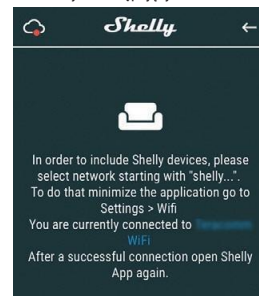 Shelly
In order to include Shelly devices, please
select network starting with "shelly...".
To do that minimize the application go to
Settings > Wifi
You are currently connected to
WiFi
After a successful connection open Shelly
App again.